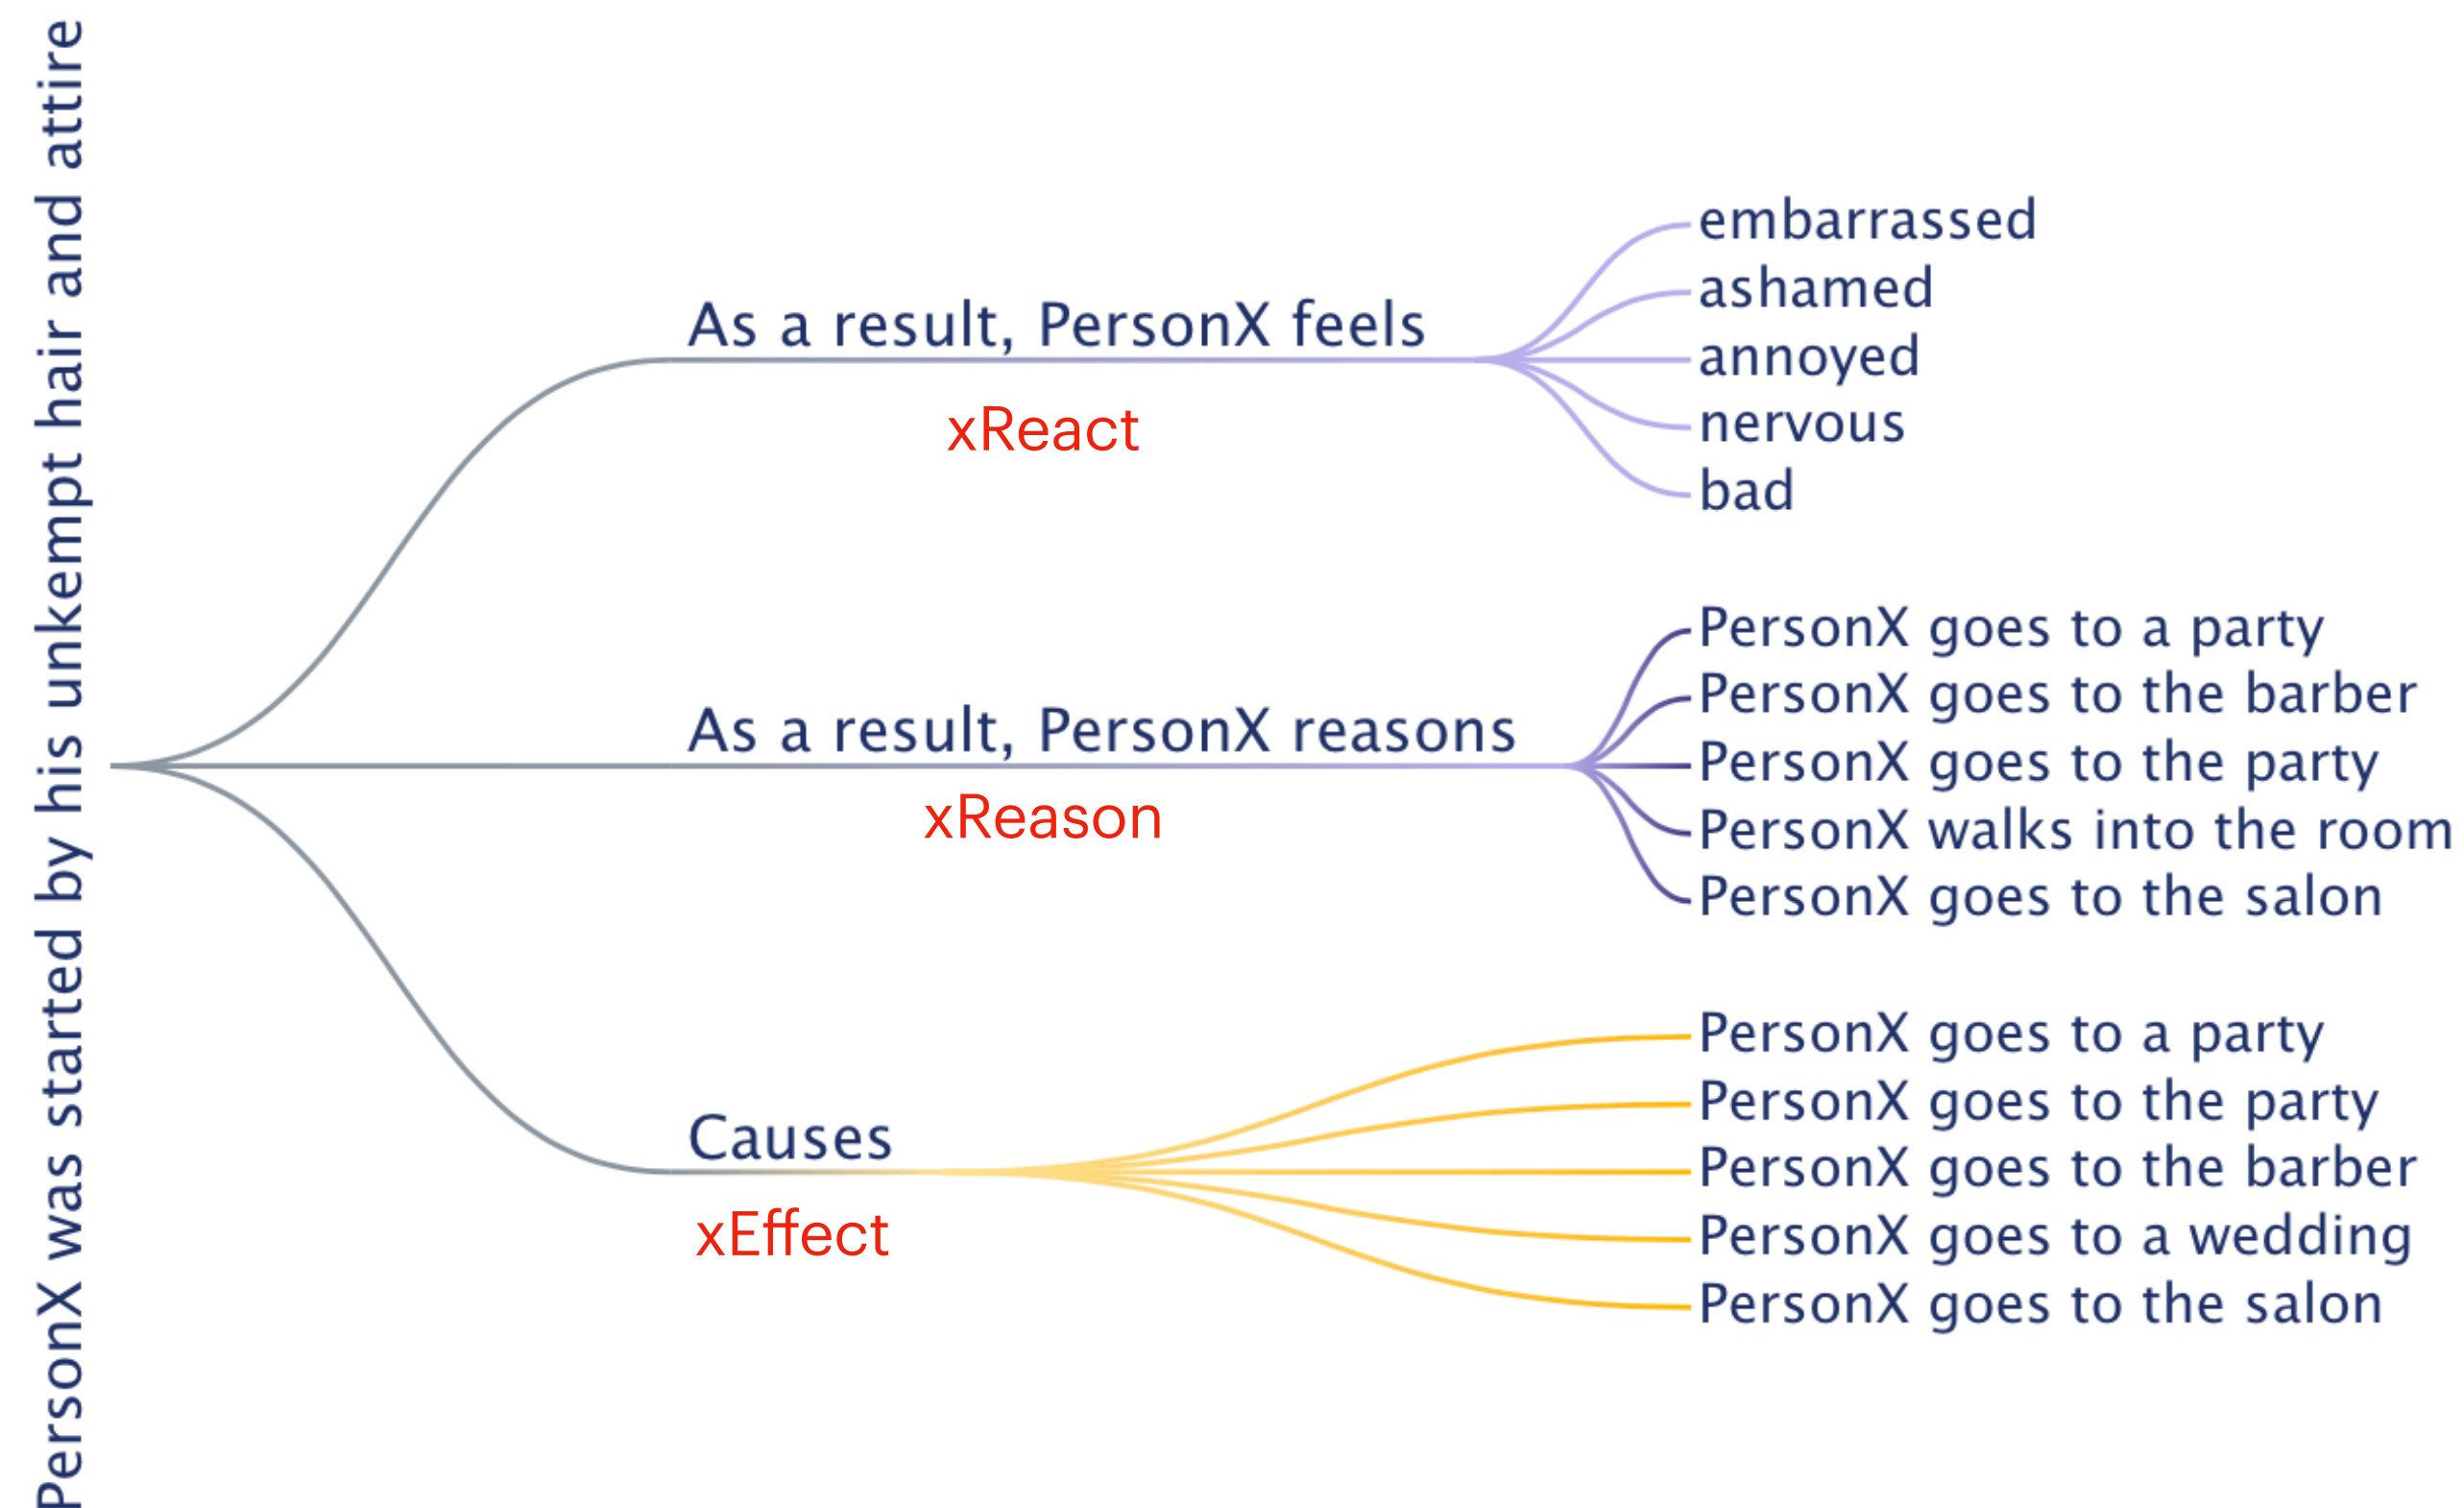 PersonX was started by his unkempt hair and attire
As a result, PersonX feels
xReact
embarrassed
ashamed
annoyed
nervous
bad
As a result, PersonX reasons
xReason
PersonX goes to a party
PersonX goes to the barber
PersonX goes to the party
PersonX walks into the room
PersonX goes to the salon
Causes
xEffect
PersonX goes to a party
PersonX goes to the party
PersonX goes to the barber
PersonX goes to a wedding
PersonX goes to the salon